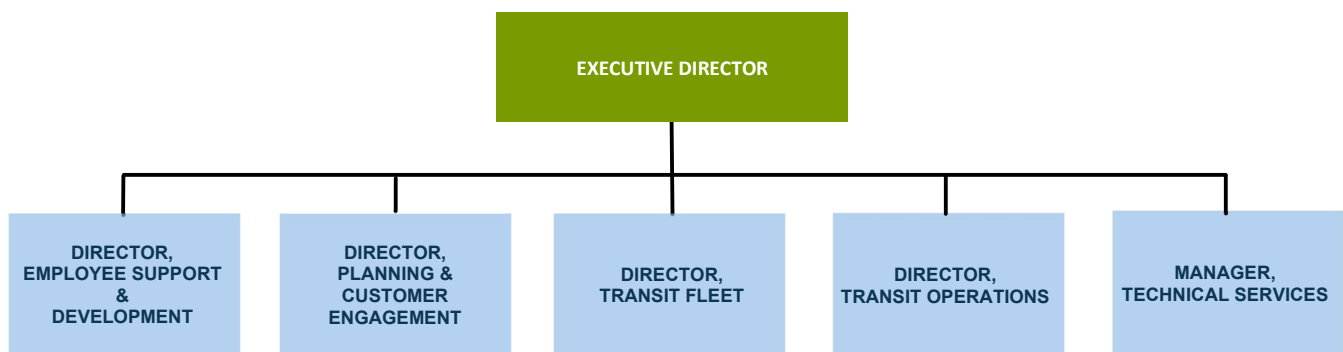 EXECUTIVE DIRECTOR
DIRECTOR,
EMPLOYEE SUPPORT
&
DEVELOPMENT
DIRECTOR,
PLANNING &
CUSTOMER
ENGAGEMENT
DIRECTOR,
TRANSIT FLEET
DIRECTOR,
TRANSIT OPERATIONS
MANAGER,
TECHNICAL SERVICES